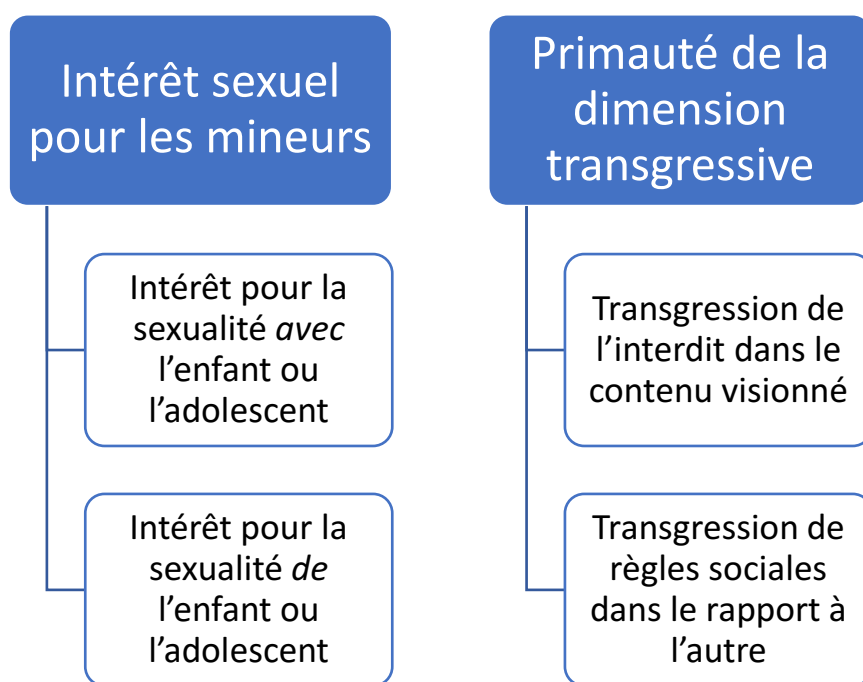 Intérêt sexuel
pour les mineurs
Intérêt pour la
sexualité avec
l'enfant ou
l'adolescent
Intérêt pour la
sexualité de
l'enfant ou
l'adolescent
Primauté de la
dimension
transgressive
Transgression de
l'interdit dans le
contenu visionné
Transgression de
règles sociales
dans le rapport à
l'autre